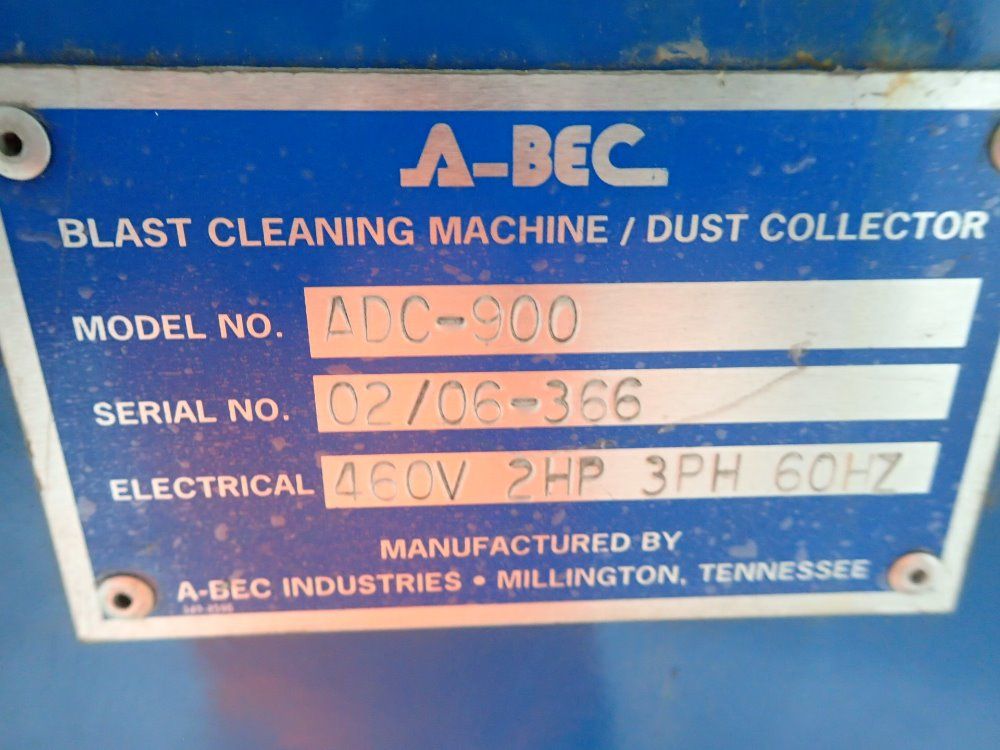 A-BEC
BLAST CLEANING MACHINE / DUST COLLECTOR
MODEL NO. ADC-900
SERIAL NO. 02/06-366
ELECTRICAL 460V 2HP 3PH 60HZ
MANUFACTURED BY
A-BEC INDUSTRIES • MILLINGTON, TENNESSEE